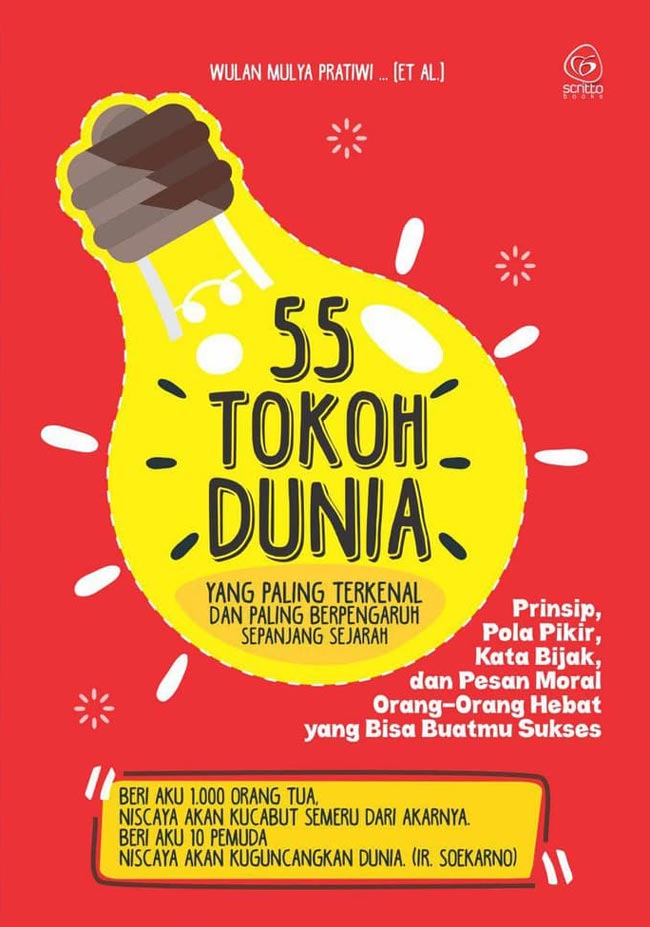 WULAN MULYA PRATIWI ... [ET AL.]
scritto
books
55
TOKOH
DUNIA
YANG PALING TERKENAL
DAN PALING BERPENGARUH
SEPANJANG SEJARAH
Prinsip,
Pola Pikir,
Kata Bijak,
dan Pesan Moral
Orang-Orang Hebat
yang Bisa Buatmu Sukses
BERI AKU 1.000 ORANG TUA,
NISCAYA AKAN KUCABUT SEMERU DARI AKARNYA.
BERI AKU 10 PEMUDA
NISCAYA AKAN KUGUNCANGKAN DUNIA. (IR. SOEKARNO)